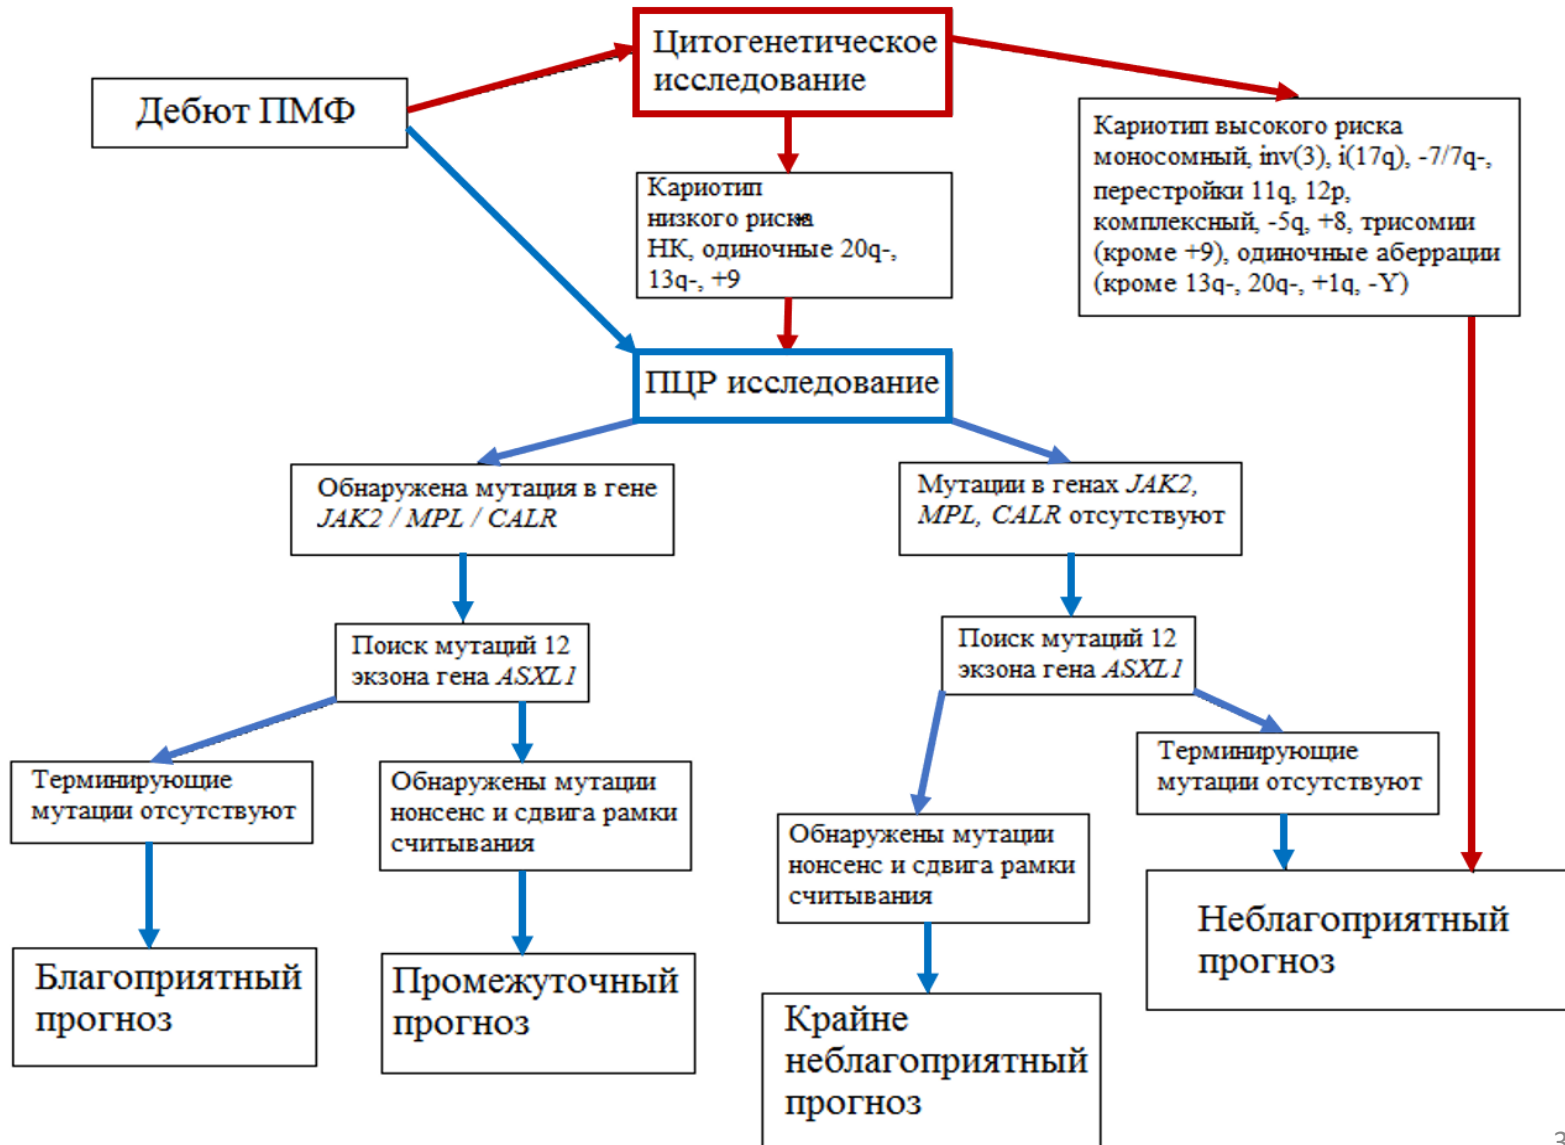 Цитогенетическое
исследование
Дебют ПМФ
Кариотип высокого риска
моносомный, inv(3), i(17q), -7/7q-,
перестройки 11q, 12p,
комплексный, -5q, +8, трисомии
(кроме +9), одиночные аберрации
(кроме 13q-, 20q-, +1q, -Y)
Кариотип
низкого риска
НК, одиночные 20q-,
13q-, +9
ПЦР исследование
Обнаружена мутация в гене
JAK2 / MPL / CALR
Мутации в генах JAK2,
MPL, CALR отсутствуют
Поиск мутаций 12
экзона гена ASXL1
Поиск мутаций 12
экзона гена ASXL1
Терминирующие
мутации отсутствуют
Обнаружены мутации
нонсенс и сдвига рамки
считывания
Обнаружены мутации
нонсенс и сдвига рамки
считывания
Терминирующие
мутации отсутствуют
Благоприятный
прогноз
Промежуточный
прогноз
Крайне
неблагоприятный
прогноз
Неблагоприятный
прогноз